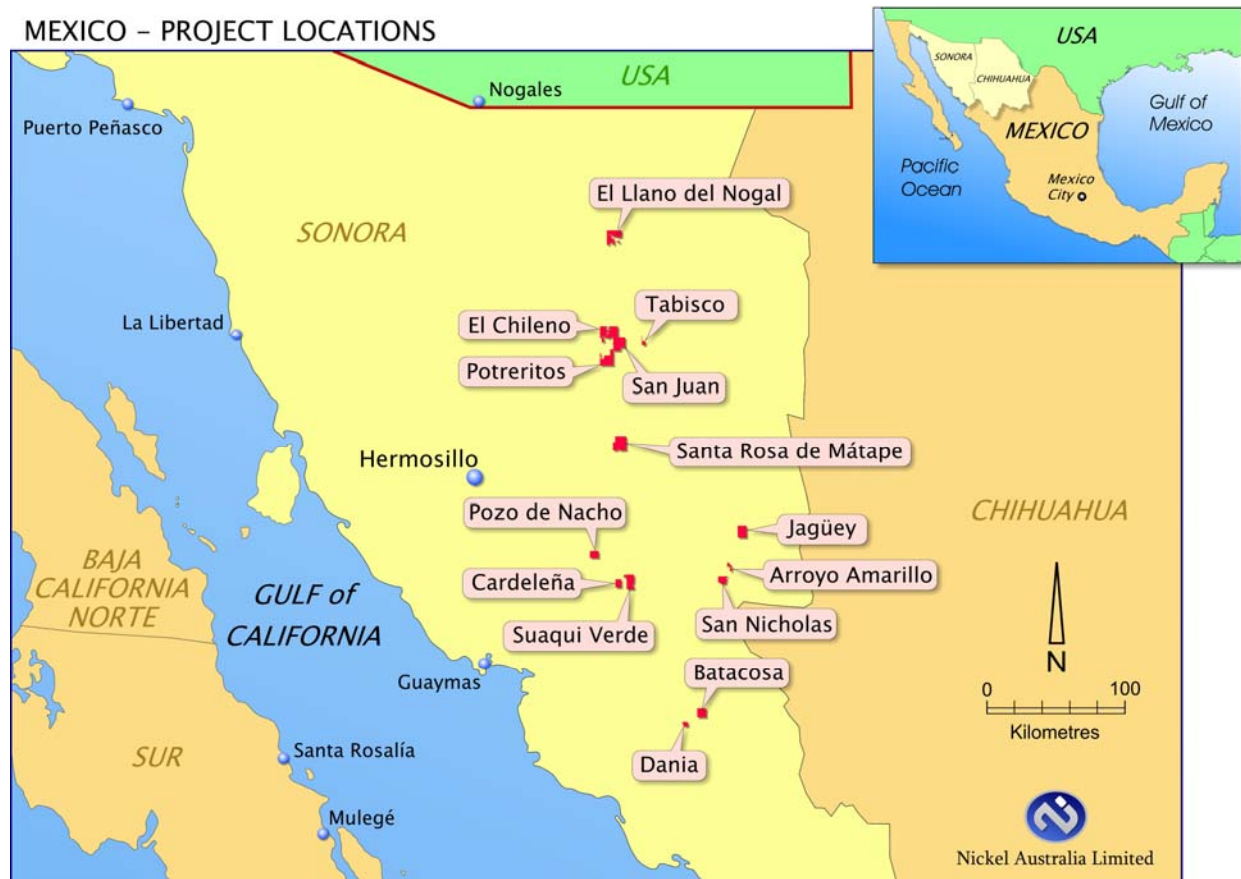 MEXICO – PROJECT LOCATIONS
USA
SONORA
CHIHUAHUA
Gulf of
Mexico
MEXICO
Pacific
Ocean
Mexico
City
USA
Nogales
Puerto Peñasco
El Llano del Nogal
SONORA
Tabisco
El Chileno
La Libertad
Potreritos
San Juan
Santa Rosa de Mátape
Hermosillo
Pozo de Nacho
Jagüey
CHIHUAHUA
BAJA
CALIFORNIA
NORTE
Cardeleña
Arroyo Amarillo
GULF of
CALIFORNIA
San Nicholas
Suaqui Verde
N
Batacosa
Guaymas
0 100
Kilometres
Santa Rosalía
SUR
Dania
Mulegé
Nickel Australia Limited